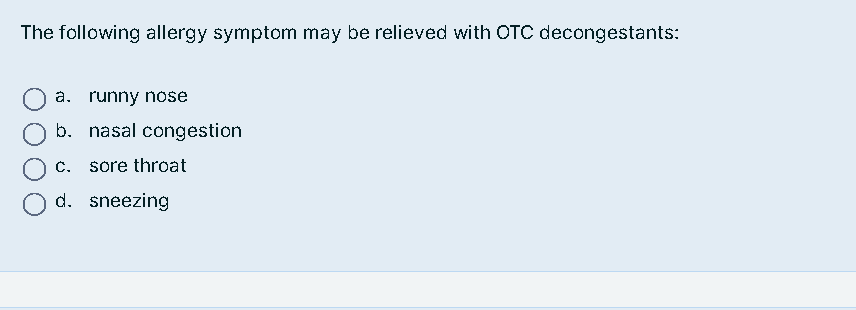 The following allergy symptom may be relieved with OTC decongestants:
a. runny nose
b. nasal congestion
c. sore throat
d. sneezing